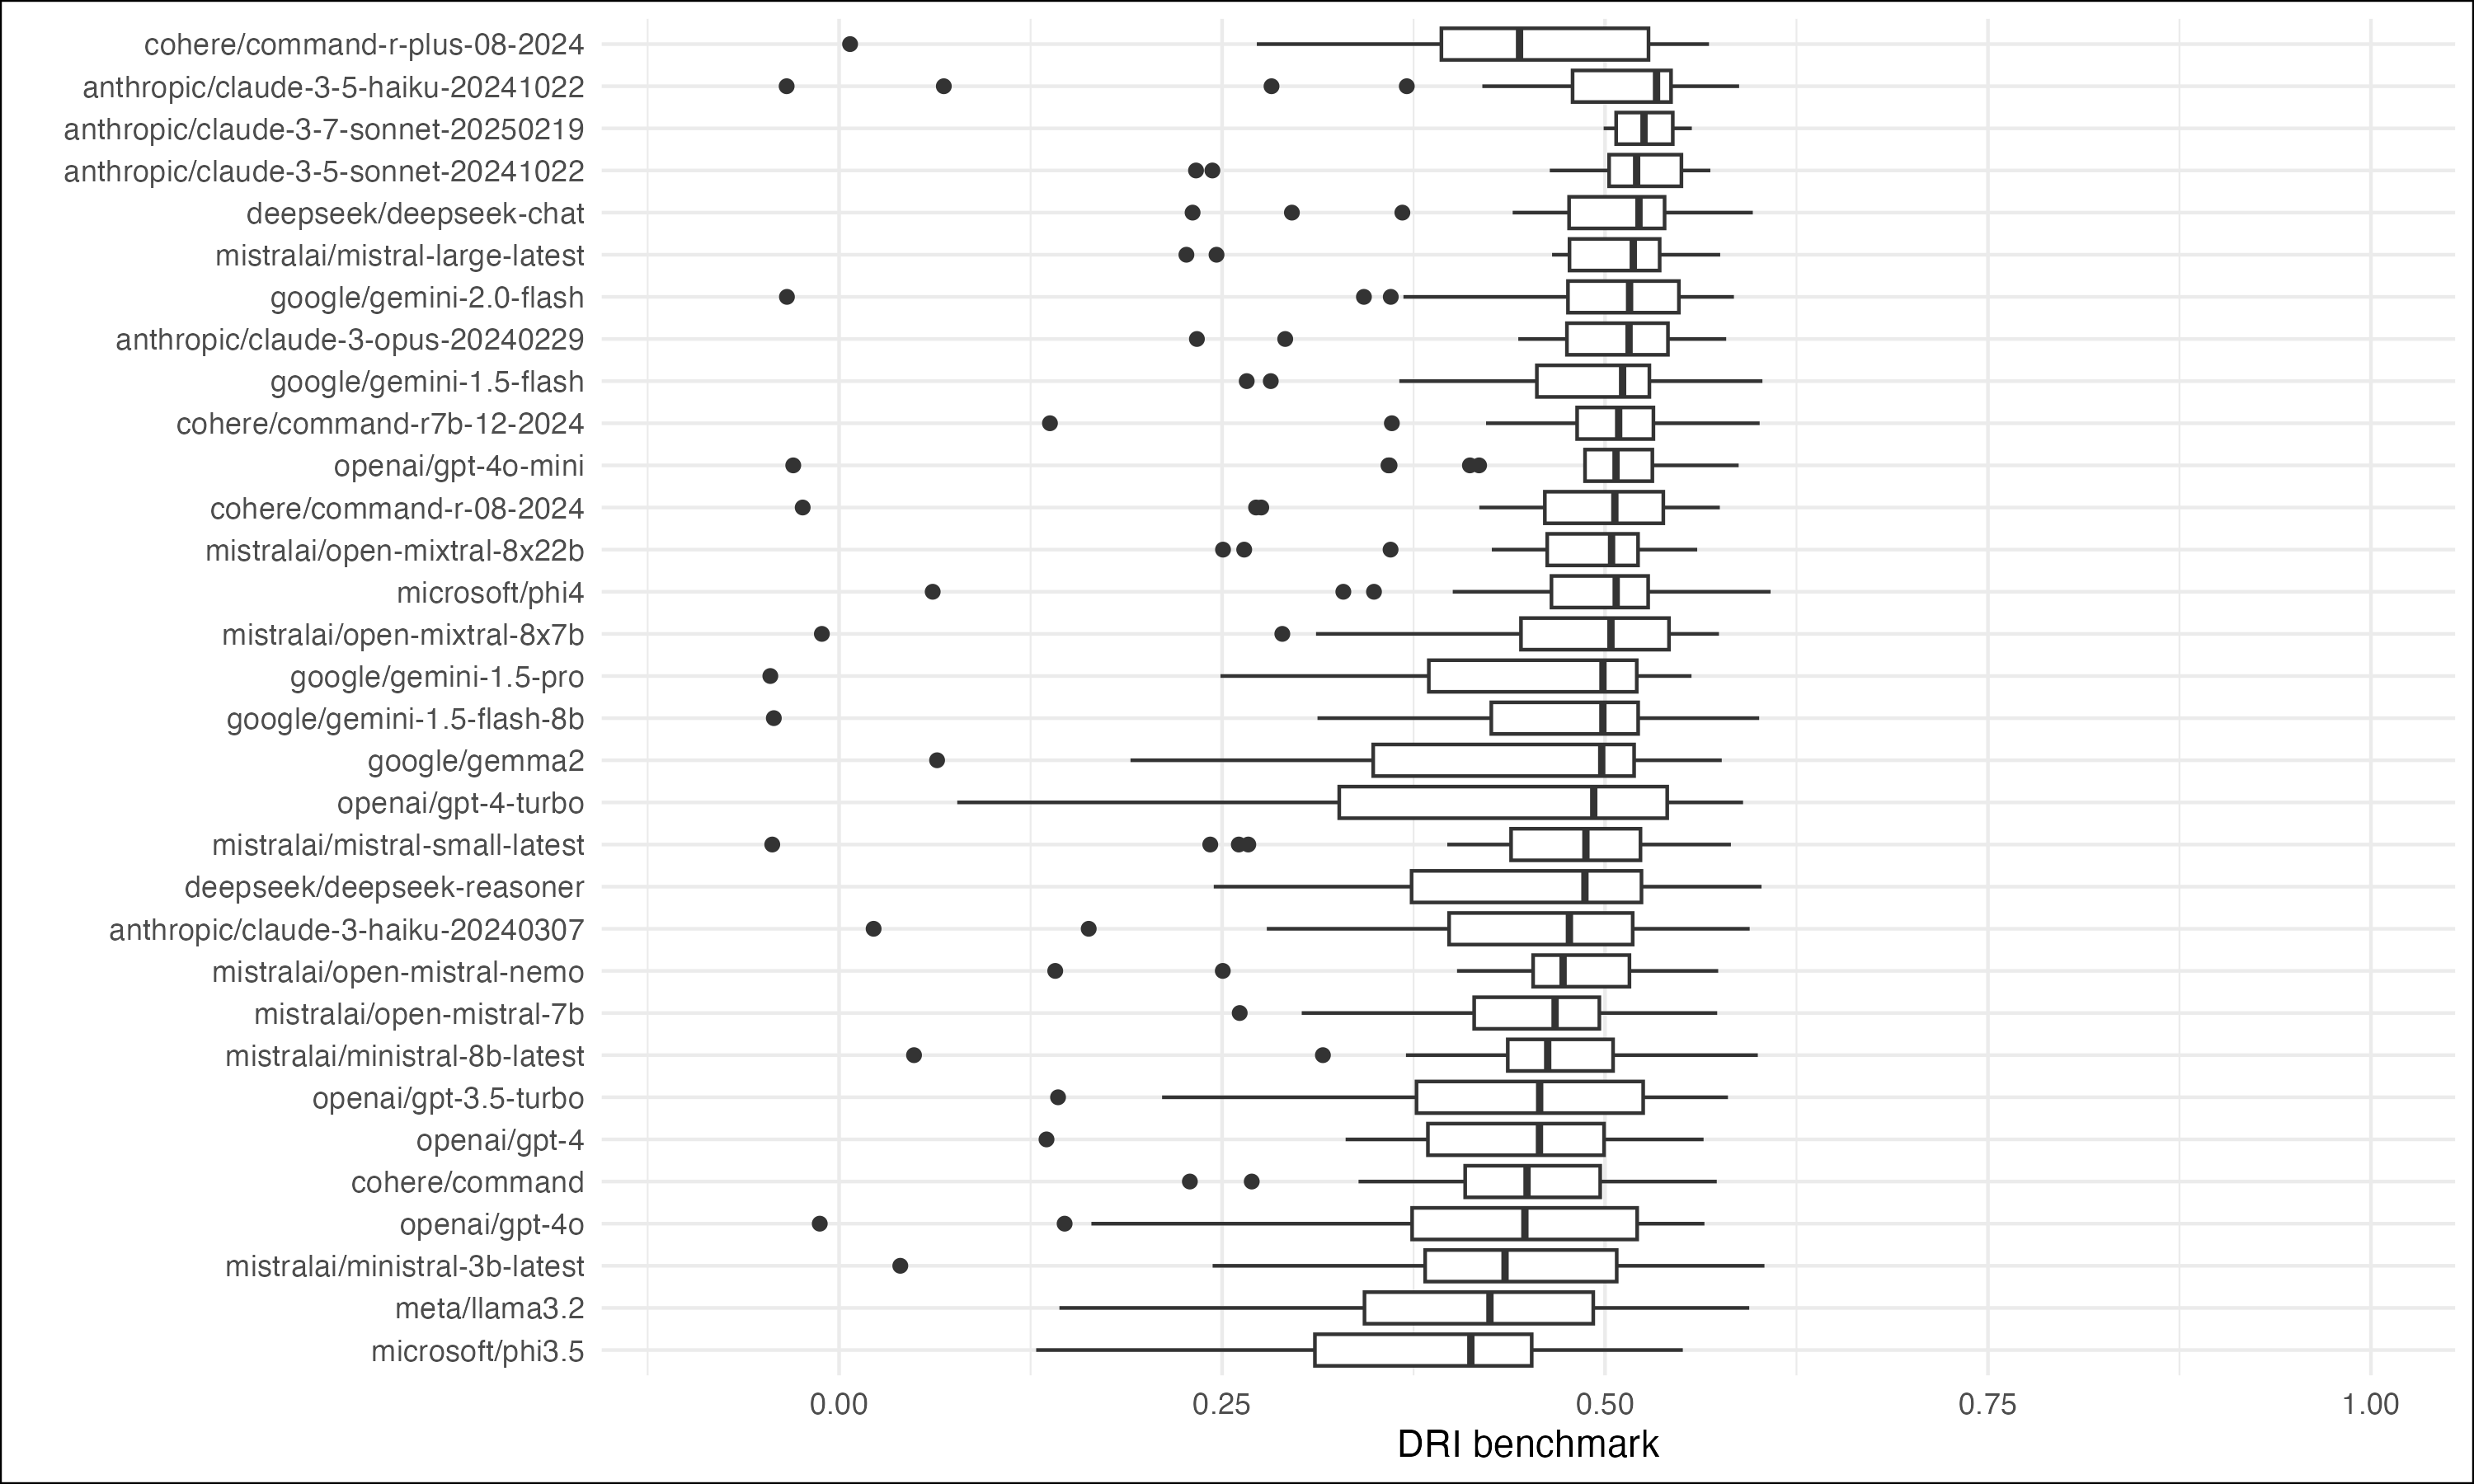 cohere/command-r-plus-08-2024
anthropic/claude-3-5-haiku-20241022
anthropic/claude-3-7-sonnet-20250219
anthropic/claude-3-5-sonnet-20241022
deepseek/deepseek-chat
mistralai/mistral-large-latest
google/gemini-2.0-flash
anthropic/claude-3-opus-20240229
google/gemini-1.5-flash
cohere/command-r7b-12-2024
openai/gpt-4o-mini
cohere/command-r-08-2024
mistralai/open-mixtral-8x22b
microsoft/phi4
mistralai/open-mixtral-8x7b
google/gemini-1.5-pro
google/gemini-1.5-flash-8b
google/gemma2
openai/gpt-4-turbo
mistralai/mistral-small-latest
deepseek/deepseek-reasoner
anthropic/claude-3-haiku-20240307
mistralai/open-mistral-nemo
mistralai/open-mistral-7b
mistralai/ministral-8b-latest
openai/gpt-3.5-turbo
openai/gpt-4
cohere/command
openai/gpt-4o
mistralai/ministral-3b-latest
meta/llama3.2
microsoft/phi3.5
0.00 0.25 0.50 0.75 1.00
DRI benchmark